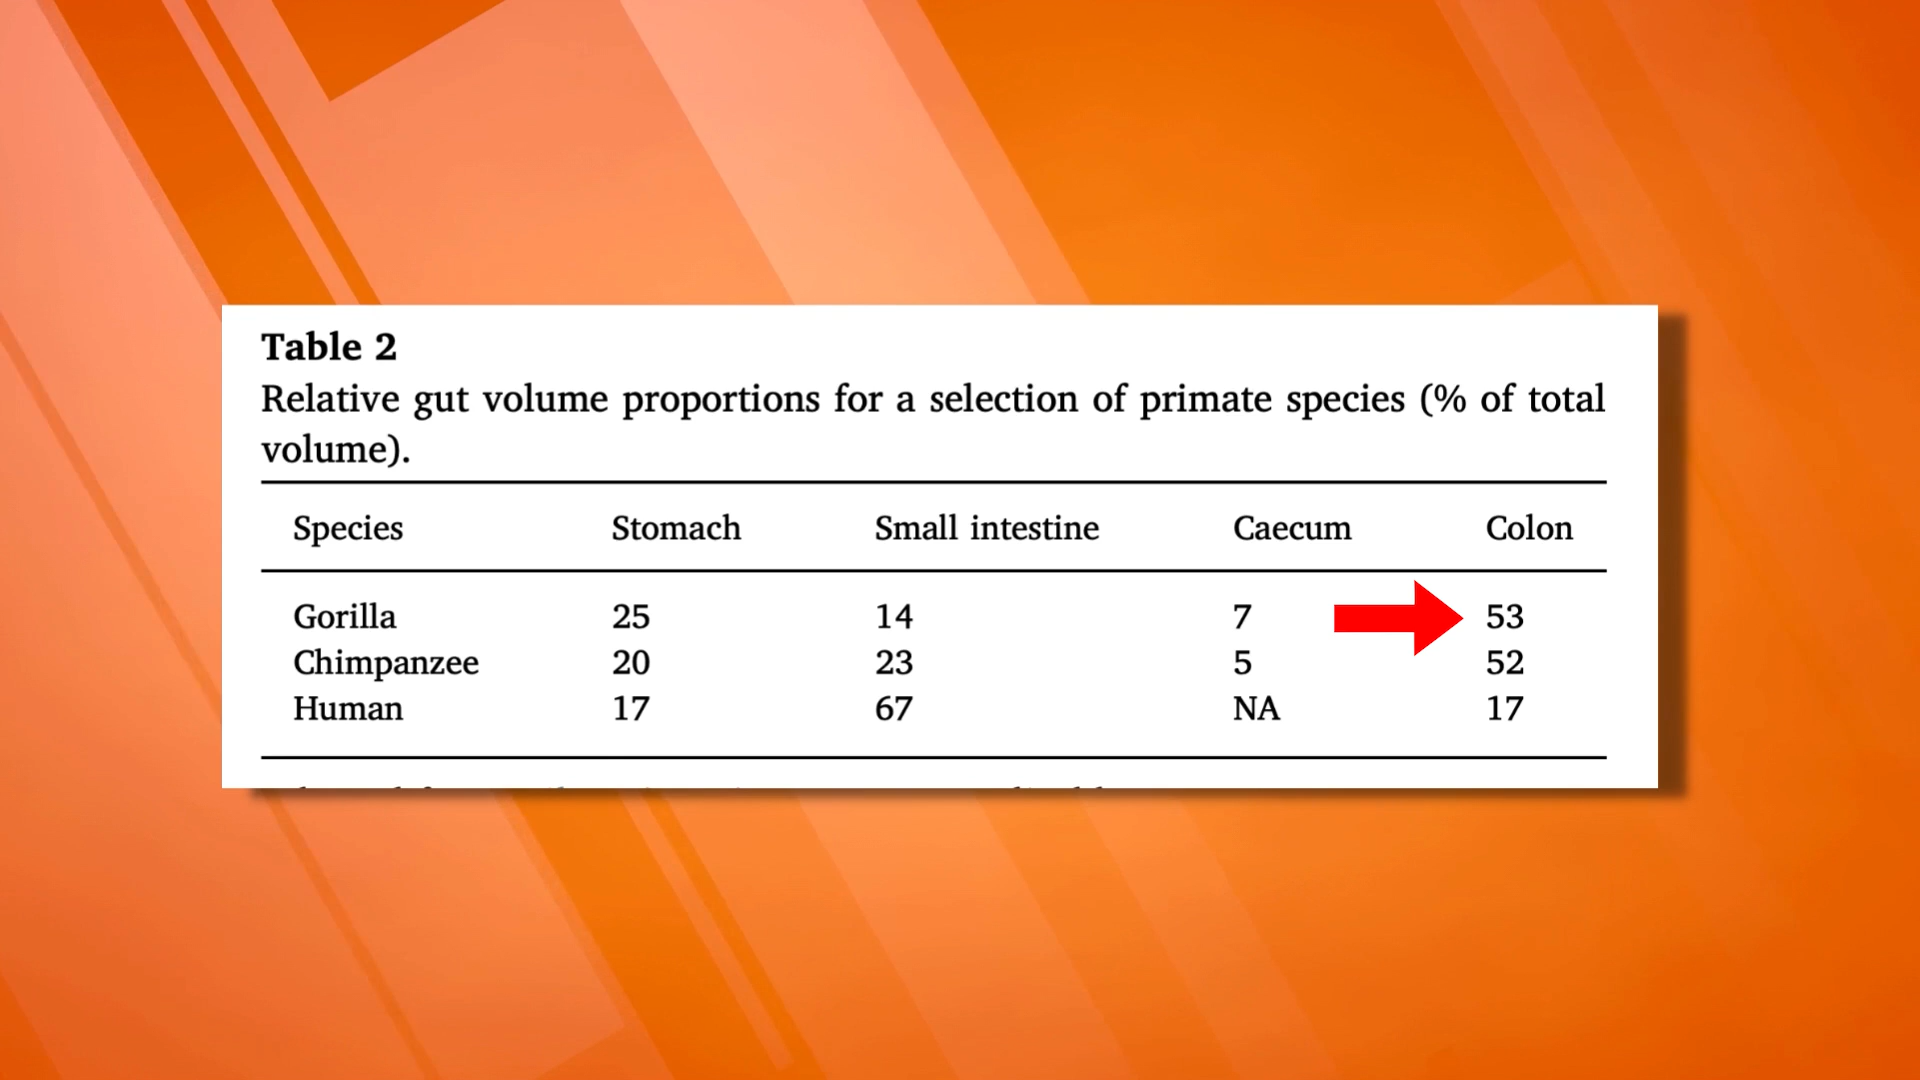 Table 2
Relative gut volume proportions for a selection of primate species (% of total
volume).
Species Stomach Small intestine Caecum Colon
Gorilla 25 14 7 53
Chimpanzee 20 23 5 52
Human 17 67 NA 17